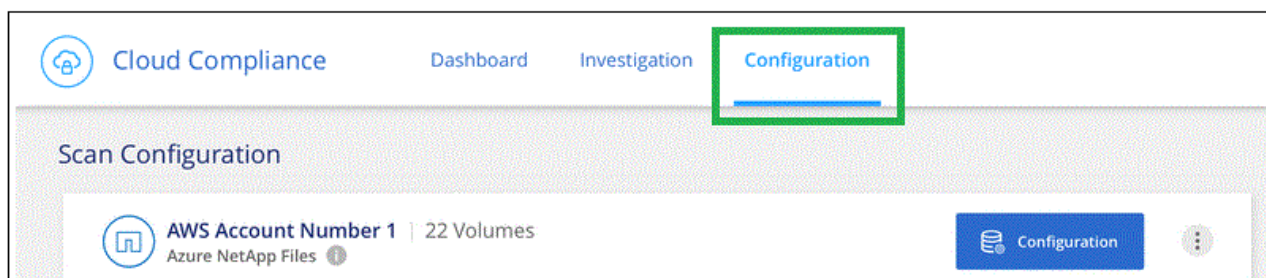 Cloud Compliance Dashboard Investigation Configuration
Scan Configuration
AWS Account Number 1 | 22 Volumes
Configuration
Azure NetApp Files